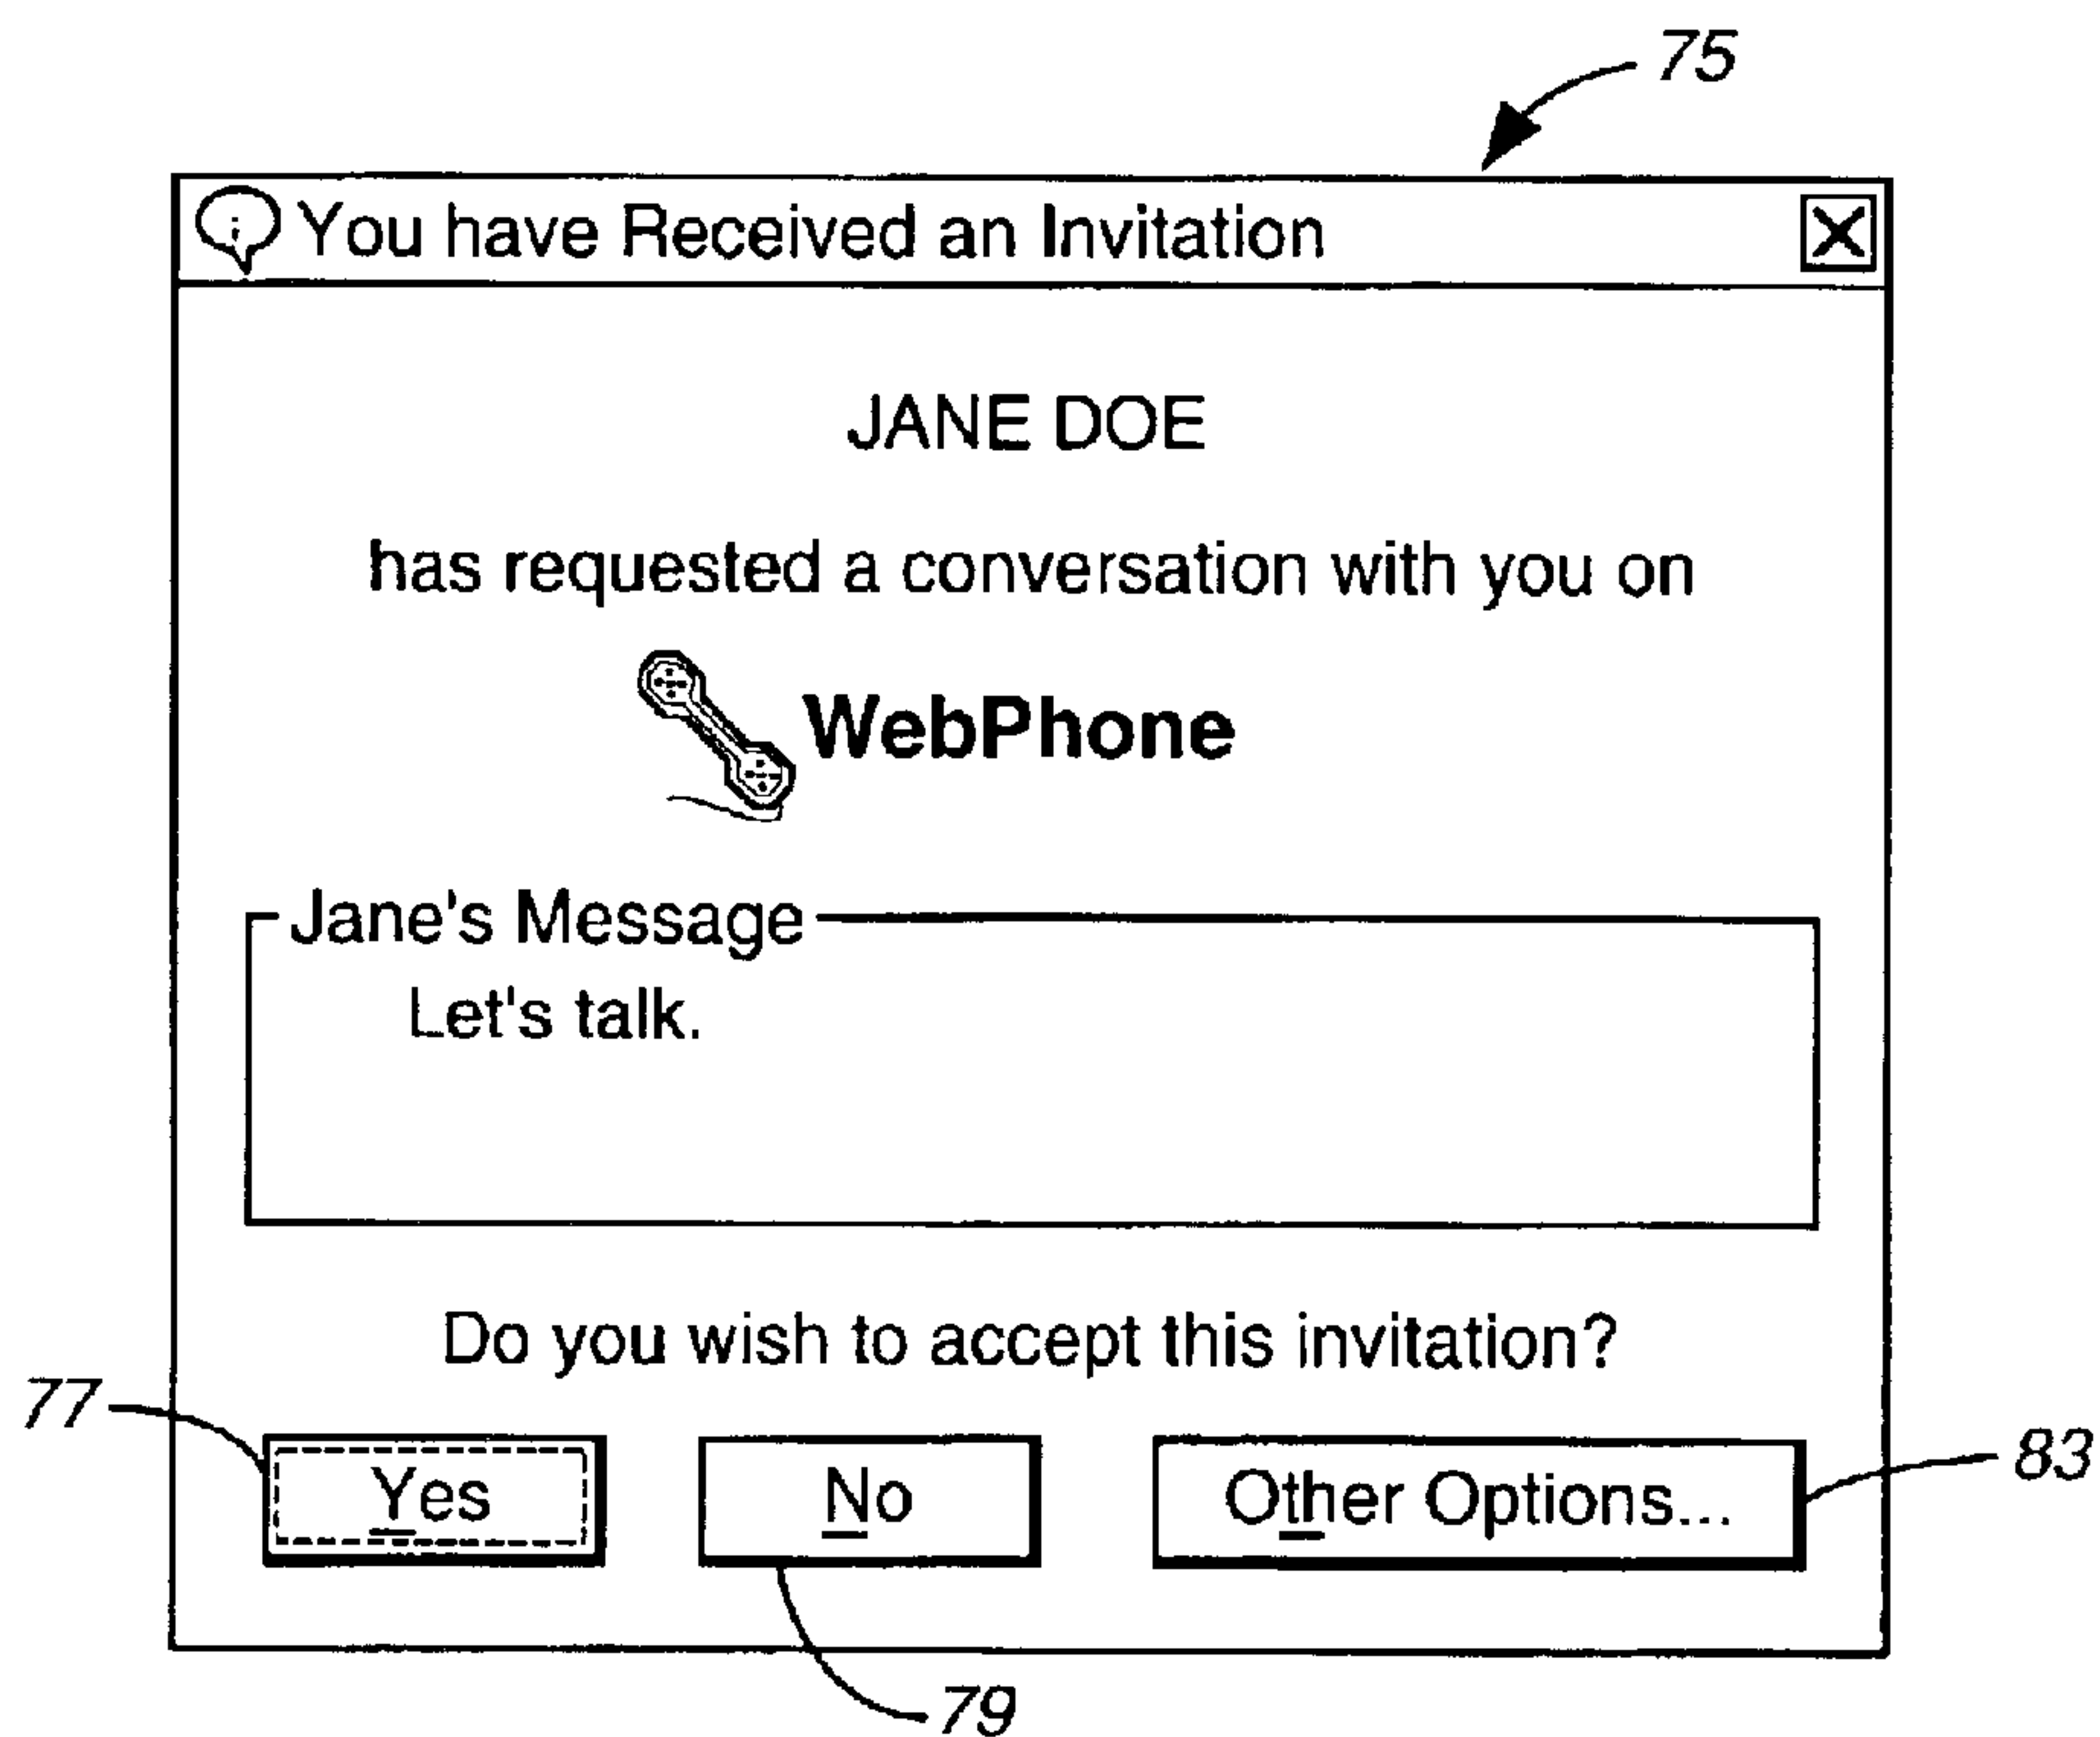 75
You have Received an Invitation
JANE DOE
has requested a conversation with you on
WebPhone
Jane's Message
Let's talk.
Do you wish to accept this invitation?
77
Yes No Other Options...
83
79